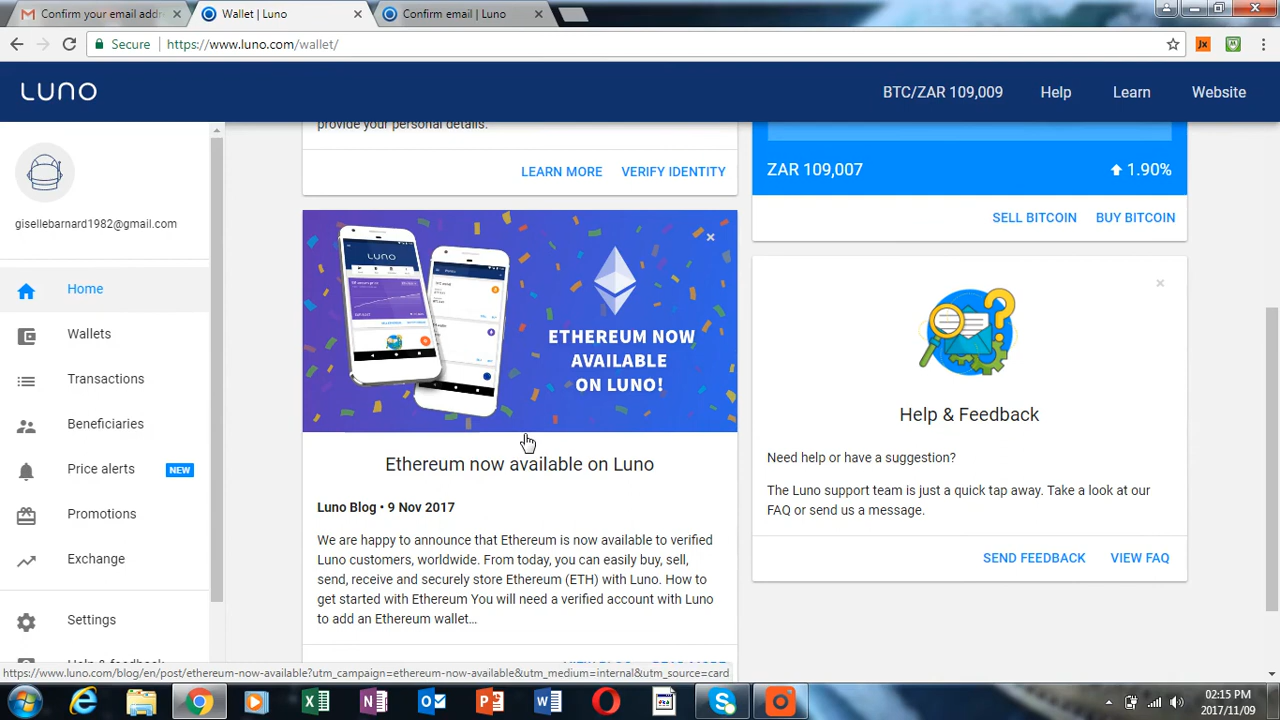 Confirm your email addr
Wallet | Luno
Confirm email | Luno
Secure
https://www.luno.com/wallet/
LUNO
BTC/ZAR 109,009
Help
Learn
Website
giselllebarnard1982@gmail.com
Home
Wallets
Transactions
Beneficiaries
Price alerts
NEW
Promotions
Exchange
Settings
Help & feedback
provide your personal details.
LEARN MORE
VERIFY IDENTITY
LUNO
ETHEREUM NOW
AVAILABLE
ON LUNO!
Ethereum now available on Luno
Luno Blog • 9 Nov 2017
We are happy to announce that Ethereum is now available to verified
Luno customers, worldwide. From today, you can easily buy, sell,
send, receive and securely store Ethereum (ETH) with Luno. How to
get started with Ethereum You will need a verified account with Luno
to add an Ethereum wallet...
ZAR 109,007
1.90%
SELL BITCOIN
BUY BITCOIN
Help & Feedback
Need help or have a suggestion?
The Luno support team is just a quick tap away. Take a look at our
FAQ or send us a message.
SEND FEEDBACK
VIEW FAQ
https://www.luno.com/blog/en/post/ethereum-now-available?utm_campaign=ethereum-now-available&utm_medium=internal&utm_source=card
02:15 PM
2017/11/09